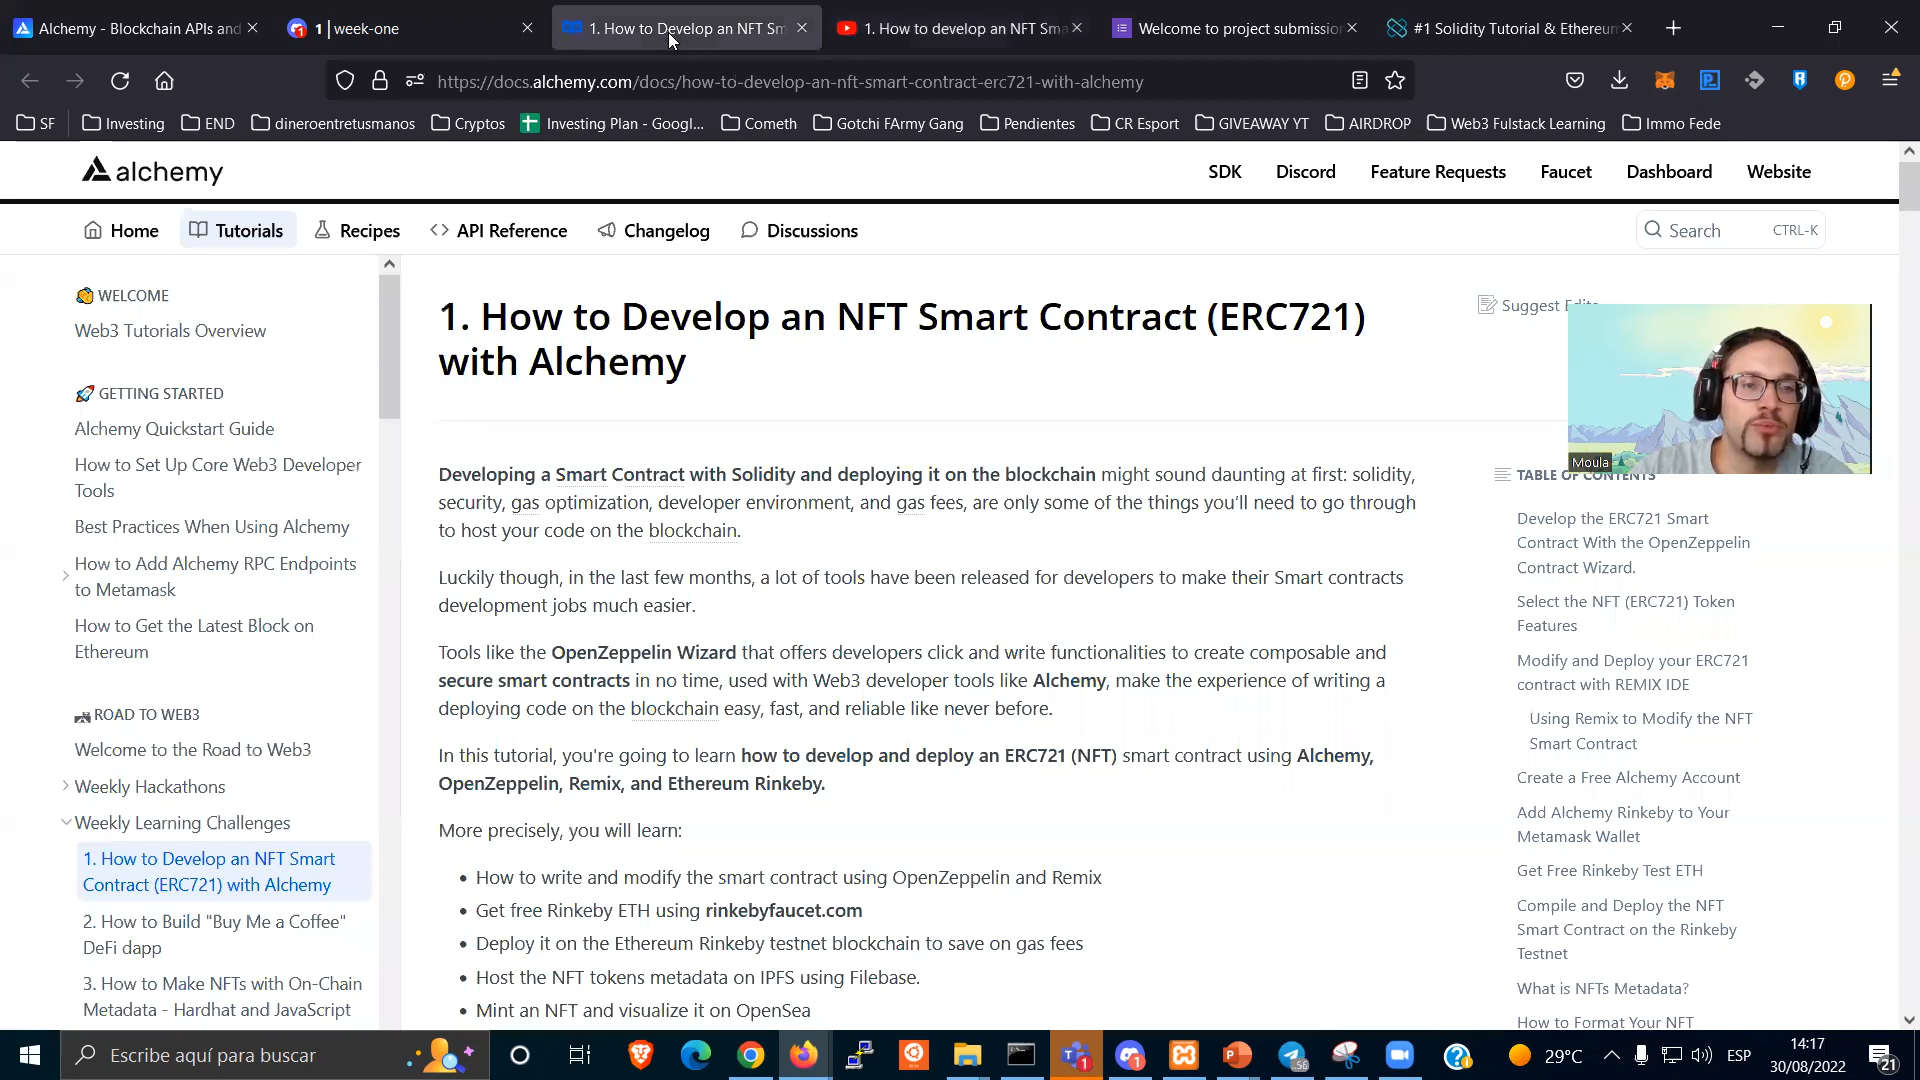 Alchemy - Blockchain APIs and
1 | week-one
1. How to Develop an NFT Sm
1. How to develop an NFT Sma
Welcome to project submission
#1 Solidity Tutorial & Ethereun
https://docs.alchemy.com/docs/how-to-develop-an-nft-smart-contract-erc721-with-alchemy
SF
Investing
END
dineroentretusmanos
Cryptos
Investing Plan - Googl...
Cometh
Gotchi FArmy Gang
Pendientes
CR Esport
GIVEAWAY YT
AIRDROP
Web3 Fulstack Learning
Immo Fede
alchemy
SDK
Discord
Feature Requests
Faucet
Dashboard
Website
Home
Tutorials
Recipes
API Reference
Changelog
Discussions
Search
CTRL-K
WELCOME
Web3 Tutorials Overview
GETTING STARTED
Alchemy Quickstart Guide
How to Set Up Core Web3 Developer
Tools
Best Practices When Using Alchemy
How to Add Alchemy RPC Endpoints
to Metamask
How to Get the Latest Block on
Ethereum
ROAD TO WEB3
Welcome to the Road to Web3
Weekly Hackathons
Weekly Learning Challenges
1. How to Develop an NFT Smart
Contract (ERC721) with Alchemy
2. How to Build "Buy Me a Coffee"
DeFi dapp
3. How to Make NFTs with On-Chain
Metadata - Hardhat and JavaScript
1. How to Develop an NFT Smart Contract (ERC721)
with Alchemy
Developing a Smart Contract with Solidity and deploying it on the blockchain might sound daunting at first: solidity,
security, gas optimization, developer environment, and gas fees, are only some of the things you'll need to go through
to host your code on the blockchain.
Luckily though, in the last few months, a lot of tools have been released for developers to make their Smart contracts
development jobs much easier.
Tools like the OpenZeppelin Wizard that offers developers click and write functionalities to create composable and
secure smart contracts in no time, used with Web3 developer tools like Alchemy, make the experience of writing a
deploying code on the blockchain easy, fast, and reliable like never before.
In this tutorial, you're going to learn how to develop and deploy an ERC721 (NFT) smart contract using Alchemy,
OpenZeppelin, Remix, and Ethereum Rinkeby.
More precisely, you will learn:
• How to write and modify the smart contract using OpenZeppelin and Remix
• Get free Rinkeby ETH using rinkebyfaucet.com
• Deploy it on the Ethereum Rinkeby testnet blockchain to save on gas fees
• Host the NFT tokens metadata on IPFS using Filebase.
• Mint an NFT and visualize it on OpenSea
Suggest Edits
Moula
TABLE OF CONTENTS
Develop the ERC721 Smart
Contract With the OpenZeppelin
Contract Wizard.
Select the NFT (ERC721) Token
Features
Modify and Deploy your ERC721
contract with REMIX IDE
Using Remix to Modify the NFT
Smart Contract
Create a Free Alchemy Account
Add Alchemy Rinkeby to Your
Metamask Wallet
Get Free Rinkeby Test ETH
Compile and Deploy the NFT
Smart Contract on the Rinkeby
Testnet
What is NFTs Metadata?
How to Format Your NFT
Escribe aquí para buscar
29°C
ESP
14:17
30/08/2022
21